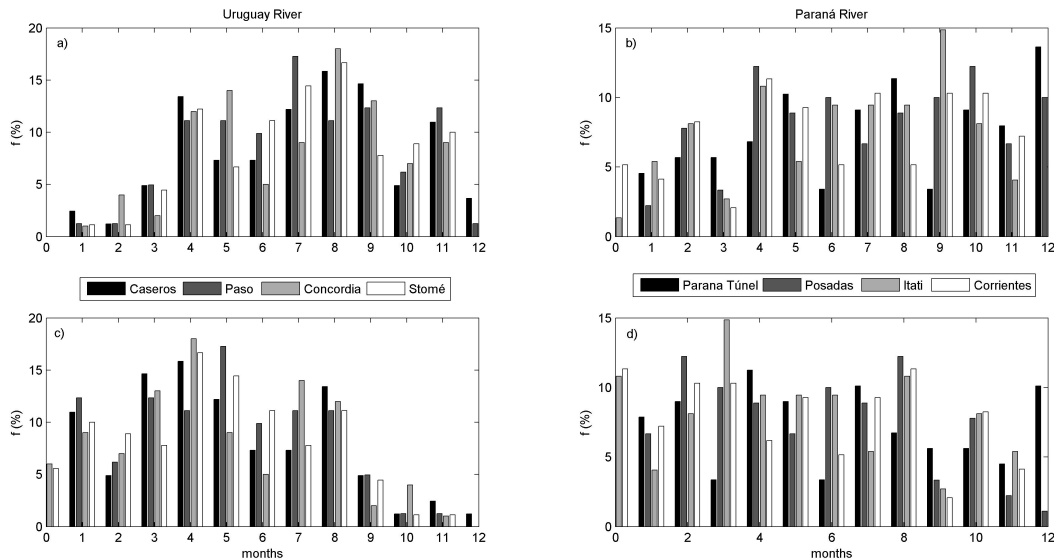 Uruguay River
a)
f (%)
20
15
10
5
0
0 1 2 3 4 5 6 7 8 9 10 11 12
months
Paraná River
b)
f (%)
15
10
5
0
0 1 2 3 4 5 6 7 8 9 10 11 12
months
Caseros Paso Concordia Stomé
Parana Túnel Posadas Itati Corrientes
c)
f (%)
20
15
10
5
0
0 1 2 3 4 5 6 7 8 9 10 11 12
months
d)
f (%)
15
10
5
0
0 1 2 3 4 5 6 7 8 9 10 11 12
months